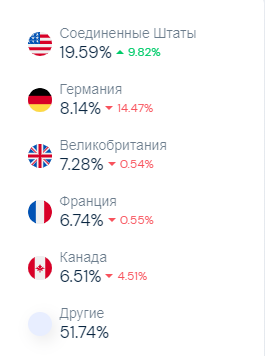 Соединенные Штаты
19.59% 9.82%
Германия
8.14% 14.47%
Великобритания
7.28% 0.54%
Франция
6.74% 0.55%
Канада
6.51% 4.51%
Другие
51.74%